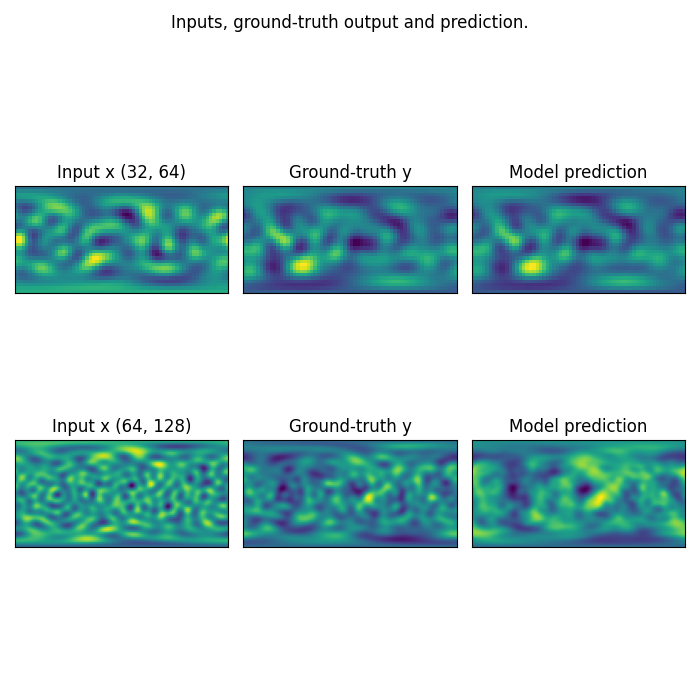 Inputs, ground-truth output and prediction.
Input x (32, 64)
Ground-truth y
Model prediction
Input x (64, 128)
Ground-truth y
Model prediction